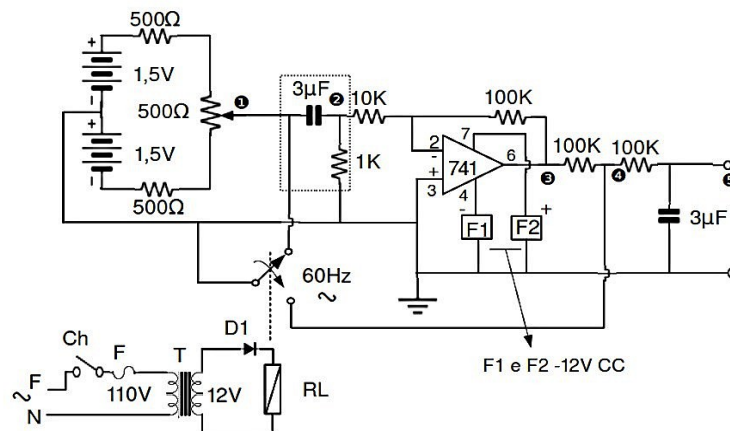 500Ω
+
1,5V
-
500Ω
❶
+
1,5V
-
500Ω
3μF
❷
10K
1K
100K
2
-
7
741
6
+
3
4
❸
100K
❹
100K
❺
-
F1
F2
+
3μF
60Hz
~
F1 e F2 -12V CC
Ch
F
T
D1
F
~
N
110V
12V
RL